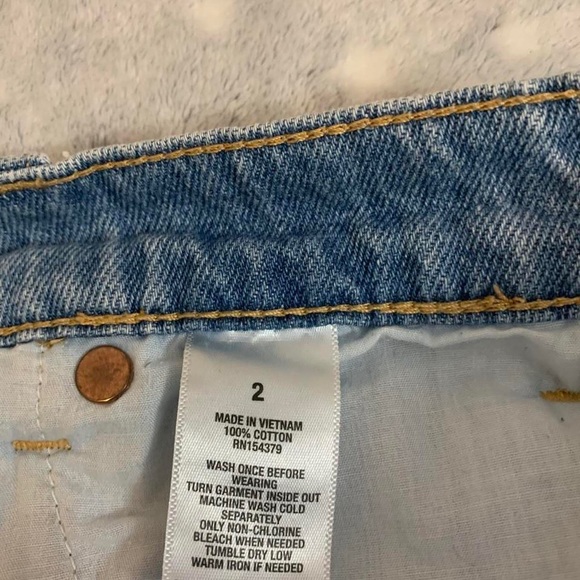 2
MADE IN VIETNAM
100% COTTON
RN154379
WASH ONCE BEFORE
WEARING
TURN GARMENT INSIDE OUT
MACHINE WASH COLD
SEPARATELY
ONLY NON-CHLORINE
BLEACH WHEN NEEDED
TUMBLE DRY LOW
WARM IRON IF NEEDED